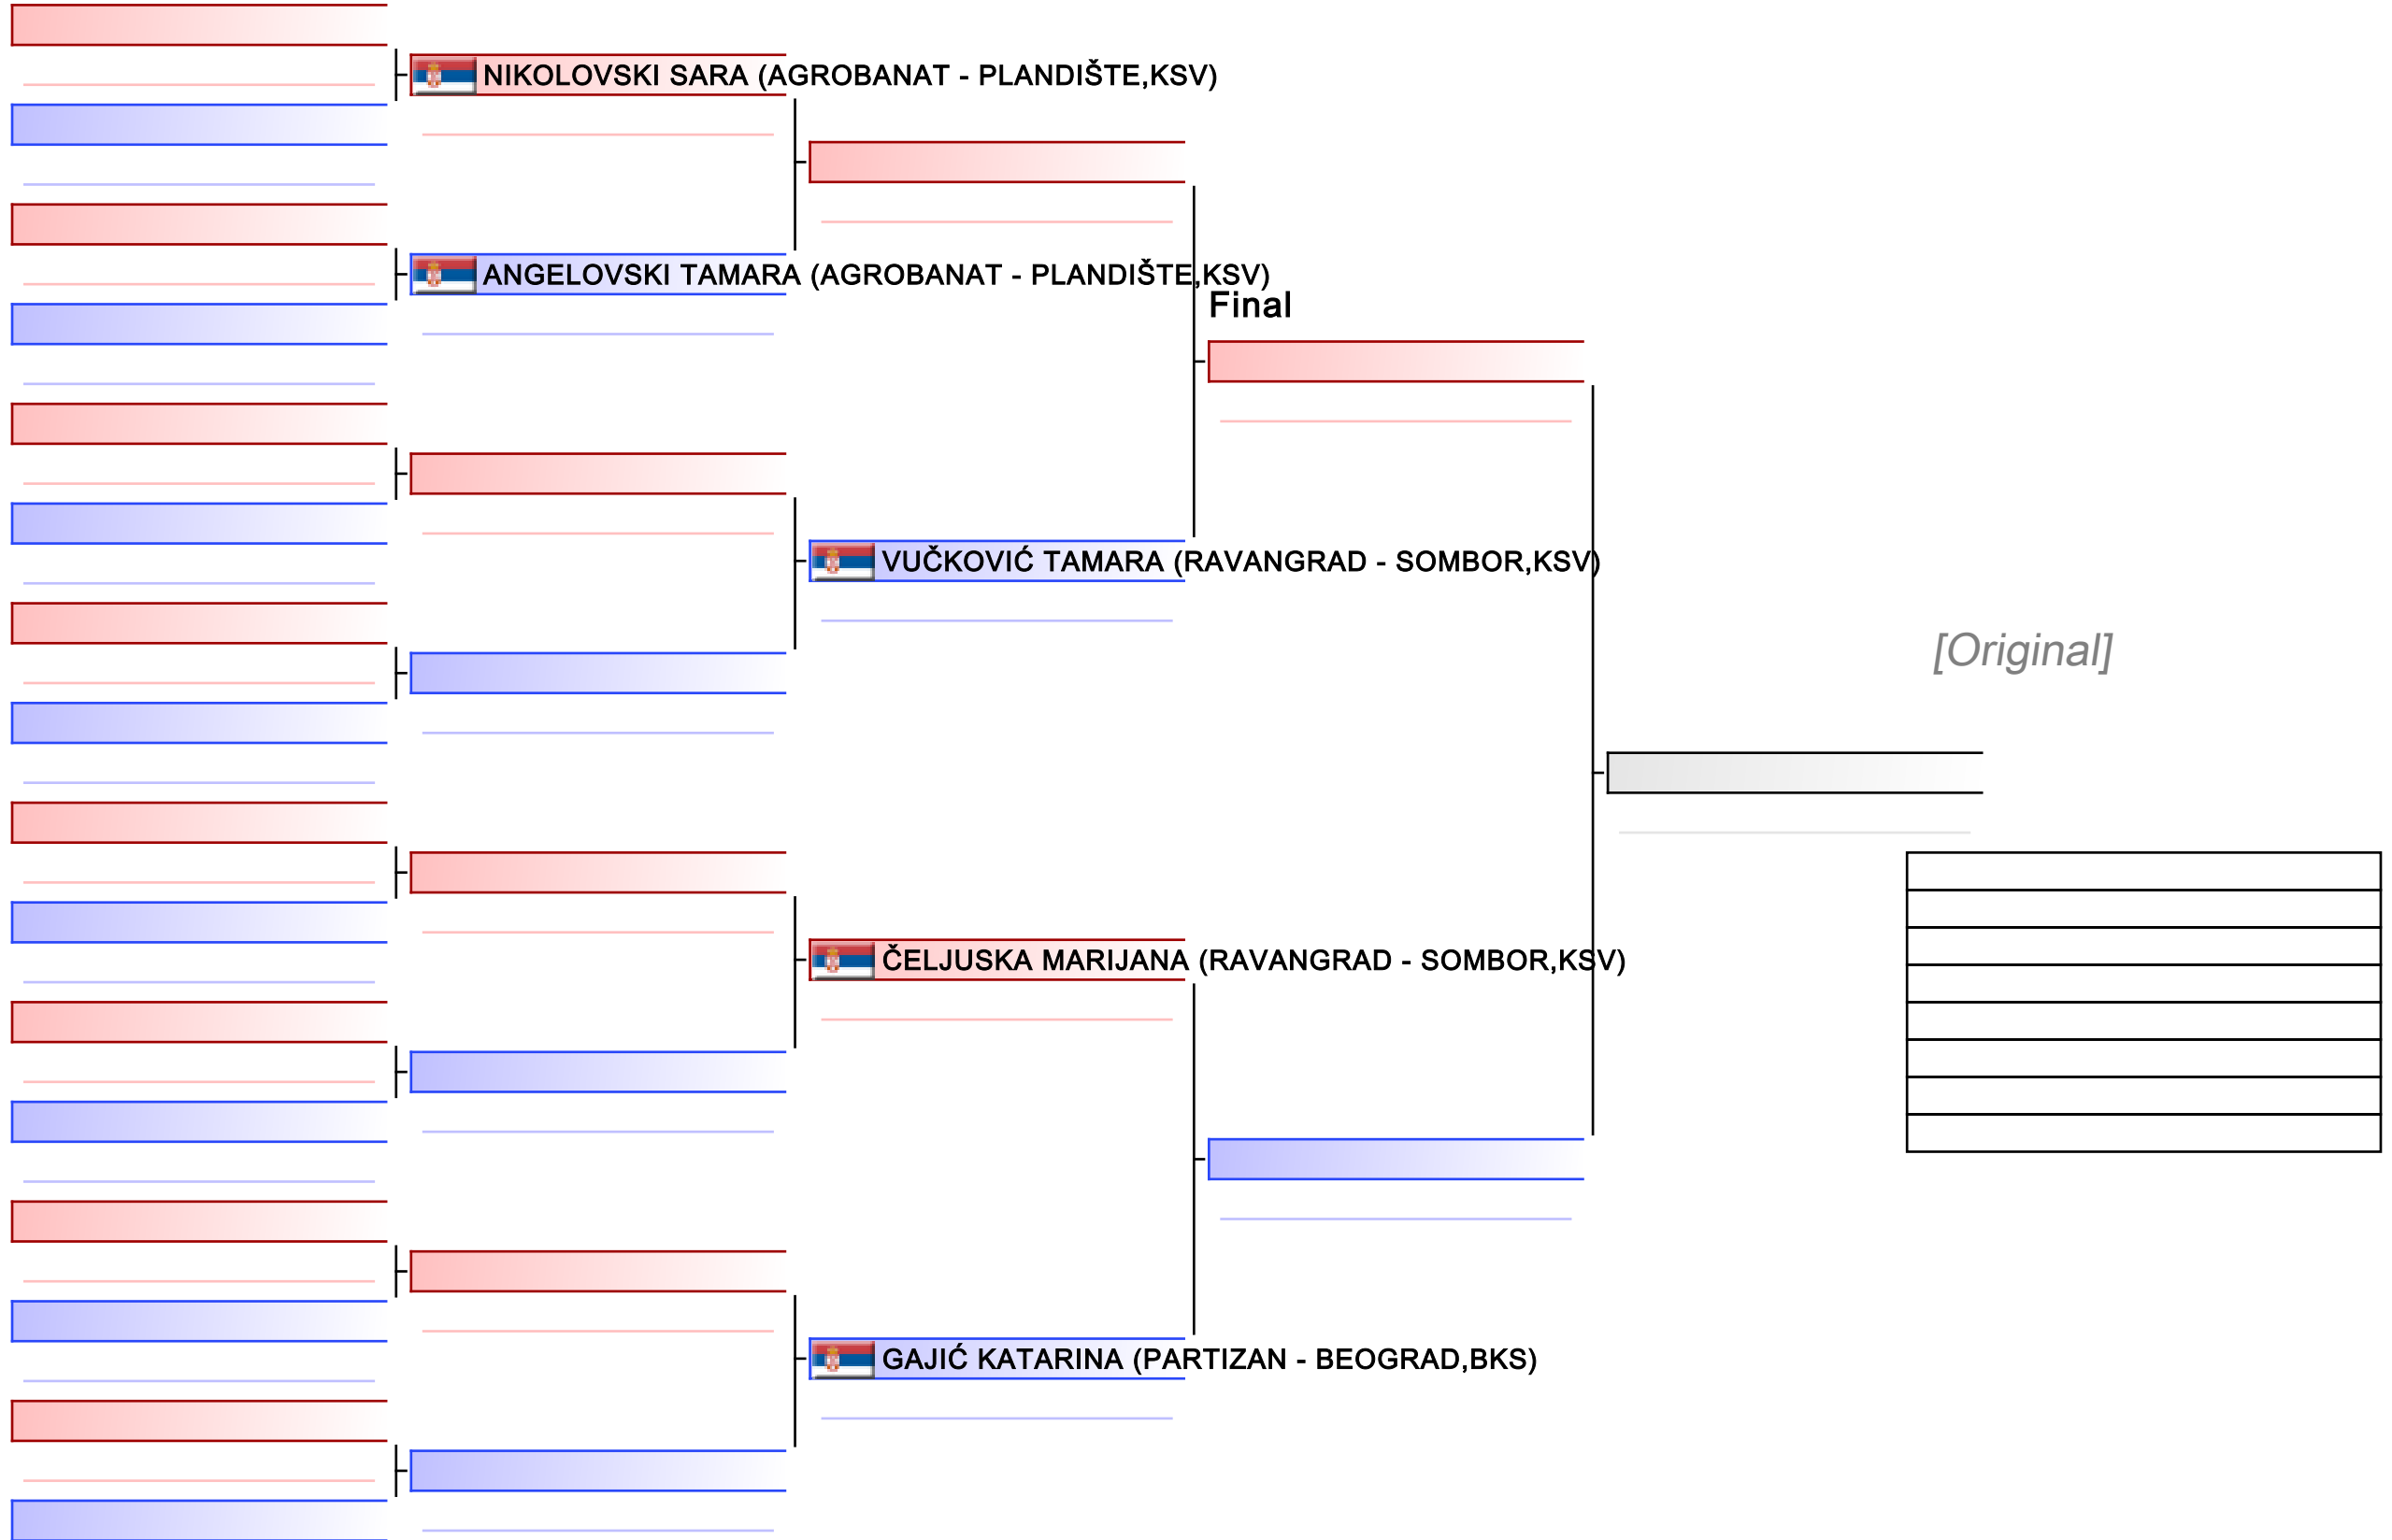 NIKOLOVSKI SARA (AGROBANAT - PLANDIŠTE,KSV)
ANGELOVSKI TAMARA (AGROBANAT - PLANDIŠTE,KSV)
Final
VUČKOVIĆ TAMARA (RAVANGRAD - SOMBOR,KSV)
[Original]
ČELJUSKA MARIJANA (RAVANGRAD - SOMBOR,KSV)
GAJIĆ KATARINA (PARTIZAN - BEOGRAD,BKS)